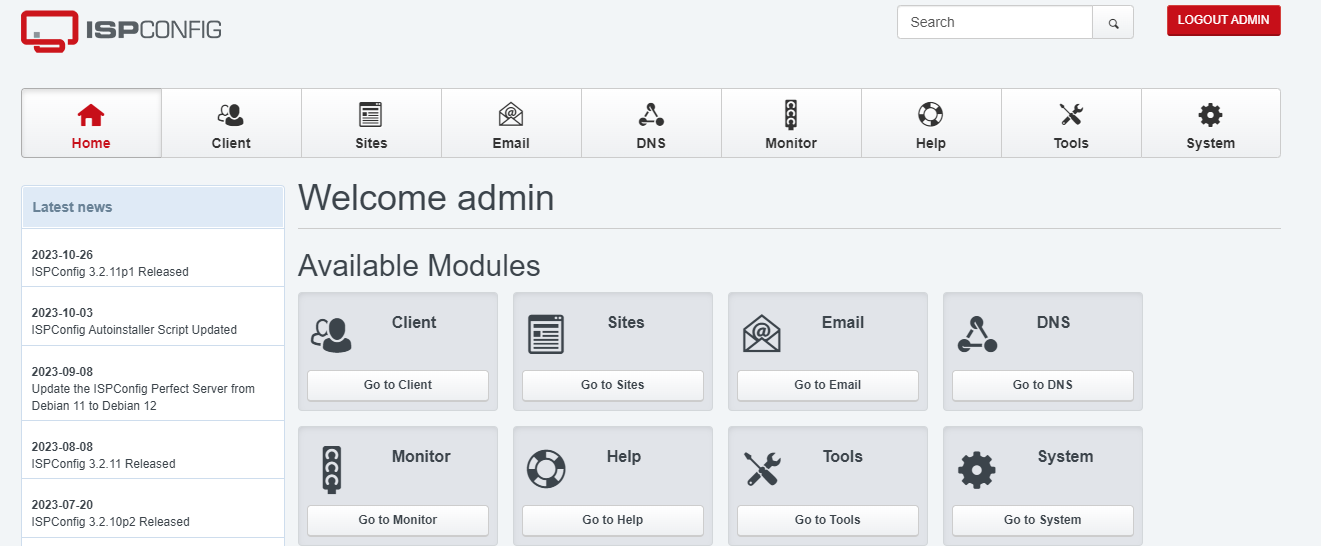 ISPCONFIG
Search
LOGOUT ADMIN
Home
Client
Sites
Email
DNS
Monitor
Help
Tools
System
Latest news
2023-10-26
ISPConfig 3.2.11p1 Released
2023-10-03
ISPConfig Autoinstaller Script Updated
2023-09-08
Update the ISPConfig Perfect Server from
Debian 11 to Debian 12
2023-08-08
ISPConfig 3.2.11 Released
2023-07-20
ISPConfig 3.2.10p2 Released
Welcome admin
Available Modules
Client
Go to Client
Sites
Go to Sites
Email
Go to Email
DNS
Go to DNS
Monitor
Go to Monitor
Help
Go to Help
Tools
Go to Tools
System
Go to System